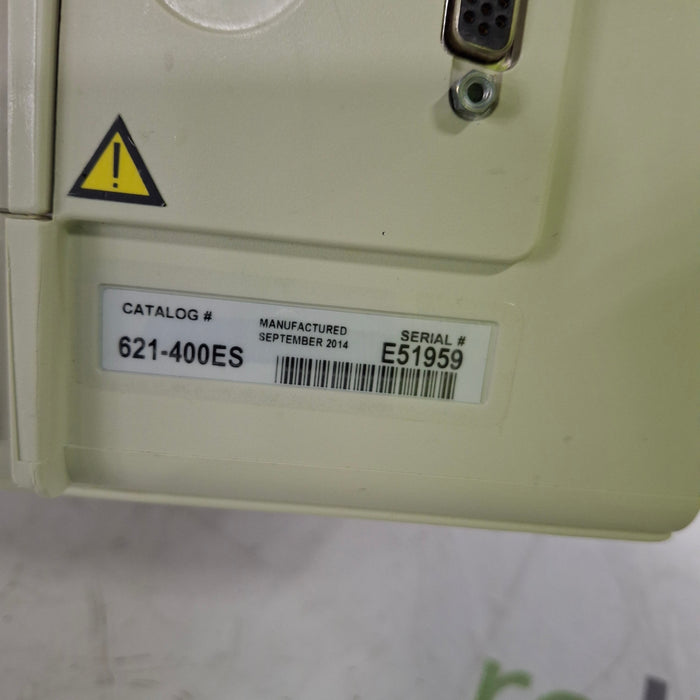 CATALOG #
621-400ES
MANUFACTURED
SEPTEMBER 2014
SERIAL #
E51959